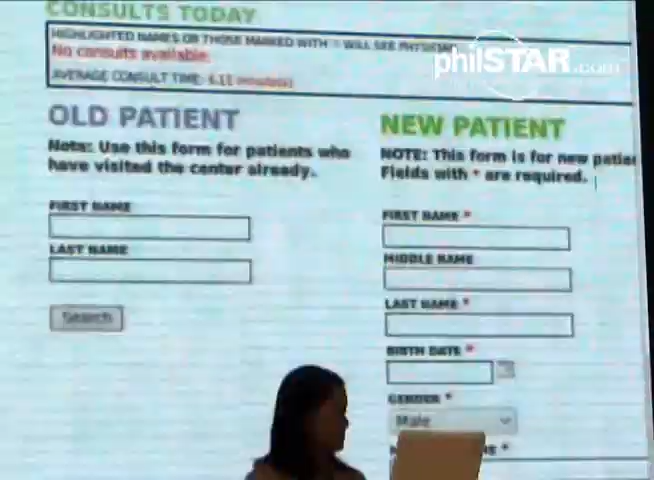 CONSULTS TODAY
HIGHLIGHTED NAMES OR THOSE MARKED WITH WILL SEE PHYSICIAN
No consults available.
AVERAGE CONSULT TIME: 6.11 minute(s)
philSTAR.com
OLD PATIENT
Note: Use this form for patients who
have visited the center already.
FIRST NAME
LAST NAME
Search
NEW PATIENT
NOTE: This form is for new patie
Fields with * are required.
FIRST NAME *
MIDDLE NAME
LAST NAME *
BIRTH DATE *
GENDER *
Male